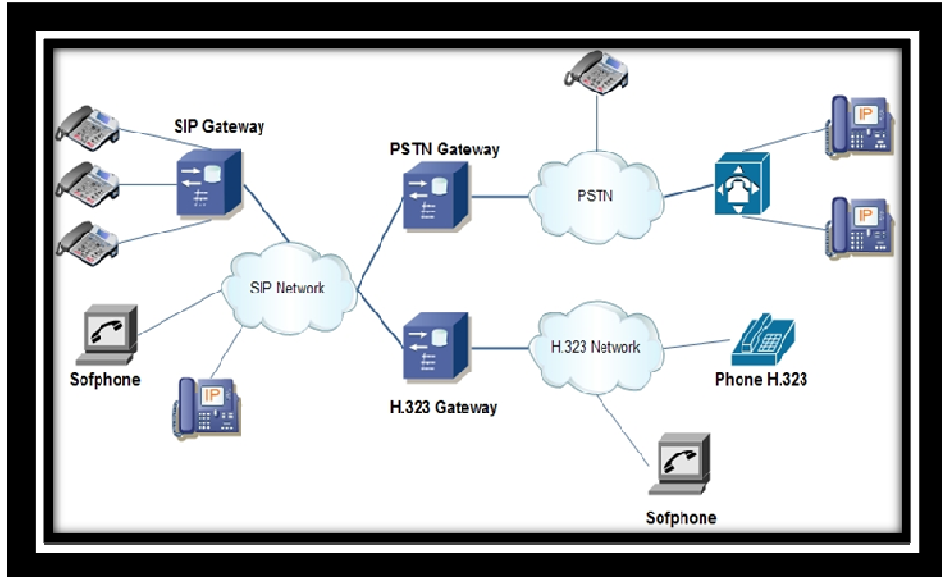 SIP Gateway
PSTN Gateway
PSTN
IP
IP
SIP Network
H.323 Network
Sofphone
IP
H.323 Gateway
Phone H.323
Sofphone